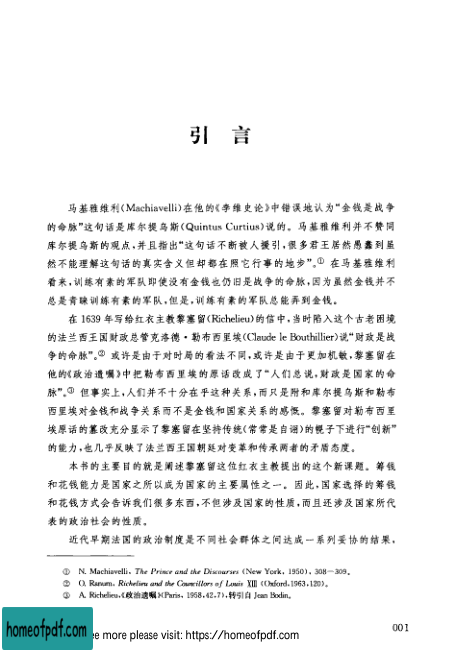 引 言
马基雅维利(Machiavelli)在他的《李维史论》中错误地认为“金钱是战争
的命脉”这句话是库尔提乌斯(Quintus Curtius)说的。马基雅维利并不赞同
库尔提乌斯的观点,并且指出“这句话不断被人援引,很多君王居然愚蠢到虽
然不能理解这句话的真实含义但却都在照它行事的地步”。① 在马基雅维利
看来,训练有素的军队即使没有金钱也仍旧是战争的命脉,因为虽然金钱并不
总是青睐训练有素的军队,但是,训练有素的军队总能弄到金钱。
在 1639 年写给红衣主教黎塞留(Richelieu)的信中,当时陷入这个古老困境
的法兰西王国财政总管克洛德·勒布西里埃(Claude le Bouthillier)说“财政是战
争的命脉”。② 或许是由于对时局的看法不同,或许是由于更加机敏,黎塞留在
他的《政治遗嘱》中把勒布西里埃的原话改成了“人们总说,财政是国家的命
脉”。③ 但事实上,人们并不十分在乎这种关系,而只是附和库尔提乌斯和勒布
西里埃对金钱和战争关系而不是金钱和国家关系的感慨。黎塞留对勒布西里
埃原话的篡改充分显示了黎塞留在坚持传统(常常是自诩)的幌子下进行“创新”
的能力,也几乎反映了法兰西王国朝廷对变革和传承两者的矛盾态度。
本书的主要目的就是阐述黎塞留这位红衣主教提出的这个新课题。筹钱
和花钱能力是国家之所以成为国家的主要属性之一。因此,国家选择的筹钱
和花钱方式会告诉我们很多东西,不但涉及国家的性质,而且还涉及国家所代
表的政治社会的性质。
近代早期法国的政治制度是不同社会群体之间达成一系列妥协的结果,
① N. Machiavelli, The Prince and the Discourses (New York, 1950), 308—309。
② O. Ranum, Richelieu and the Councillors of Louis XIII (Oxford,1963,120)。
③ A. Richelieu,《政治遗嘱》(Paris, 1958,42,7),转引自 Jean Bodin。
001
homeofpdf.com
ee more please visit: https://homeofpdf.com